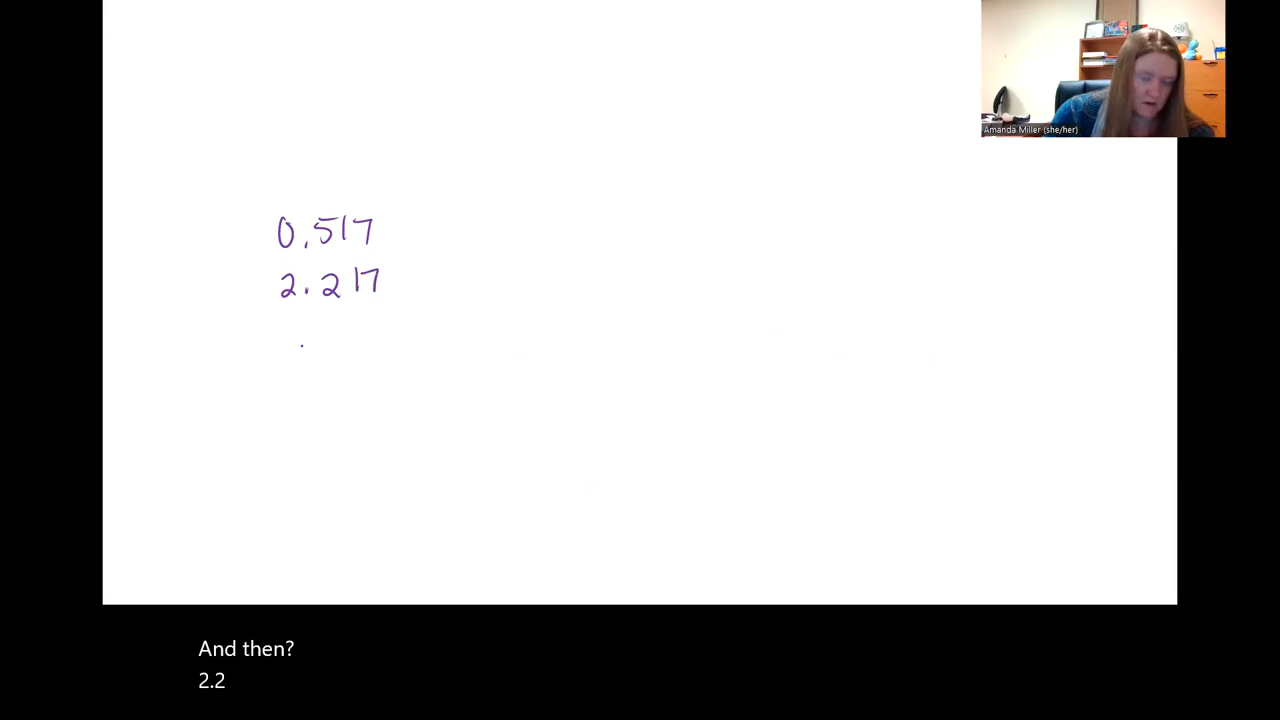 Amanda Miller (she/her)
0.517
2.217
.
And then?
2.2